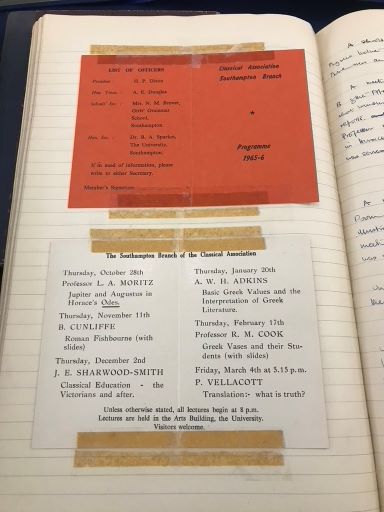 LIST OF OFFICERS
President : H. P. Dixon
Hon. Treas. : A. E. Douglas
Schools' Sec. : Mrs. N. M. Brewer,
Girls' Grammar
School,
Southampton
Hon. Sec. : Dr. B. A. Sparkes,
The University,
Southampton.
If in need of information, please
write to either Secretary.
Member's Signature
Classical Association
Southampton Branch
*
Programme
1965-6
The Southampton Branch of the Classical Association
Thursday, October 28th
Professor L. A. MORITZ
Jupiter and Augustus in
Horace's Odes.
Thursday, November 11th
B. CUNLIFFE
Roman Fishbourne (with
slides)
Thursday, December 2nd
J. E. SHARWOOD-SMITH
Classical Education - the
Victorians and after.
Thursday, January 20th
A. W. H. ADKINS
Basic Greek Values and the
Interpretation of Greek
Literature.
Thursday, February 17th
Professor R. M. COOK
Greek Vases and their Stu-
dents (with slides)
Friday, March 4th at 5.15 p.m.
P. VELLACOTT
Translation:- what is truth?
Unless otherwise stated, all lectures begin at 8 p.m.
Lectures are held in the Arts Building, the University.
Visitors welcome.